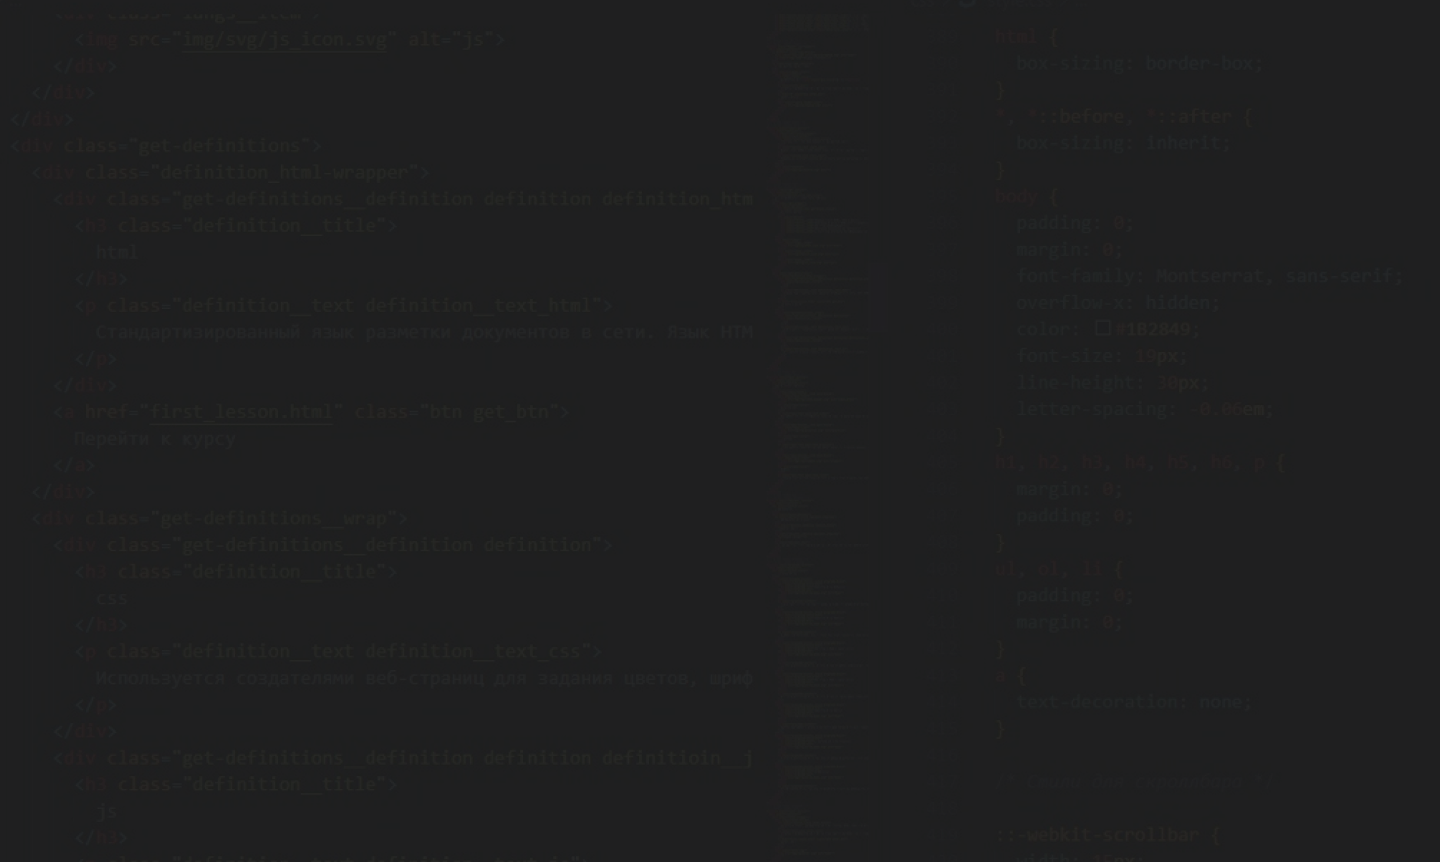 <img src="img/svg/js_icon.svg" alt="js">
</div>
</div>
</div>
<div class="get-definitions">
<div class="definition_html-wrapper">
<div class="get-definitions__definition definition definition_htm
<h3 class="definition__title">
html
</h3>
<p class="definition__text definition__text_html">
Стандартизированный язык разметки документов в сети. Язык HTM
</p>
</div>
<a href="first_lesson.html" class="btn get_btn">
Перейти к курсу
</a>
</div>
<div class="get-definitions__wrap">
<div class="get-definitions__definition definition">
<h3 class="definition__title">
css
</h3>
<p class="definition__text definition__text_css">
Используется создателями веб-страниц для задания цветов, шриф
</p>
</div>
<div class="get-definitions__definition definition definitioin__j
<h3 class="definition__title">
js
</h3>
html {
box-sizing: border-box;
}
*, *::before, *::after {
box-sizing: inherit;
}
body {
padding: 0;
margin: 0;
font-family: Montserrat, sans-serif;
overflow-x: hidden;
color: #1B2849;
font-size: 19px;
line-height: 30px;
letter-spacing: -0.06em;
}
h1, h2, h3, h4, h5, h6, p {
margin: 0;
padding: 0;
}
ul, ol, li {
padding: 0;
margin: 0;
}
a {
text-decoration: none;
}
::-webkit-scrollbar {